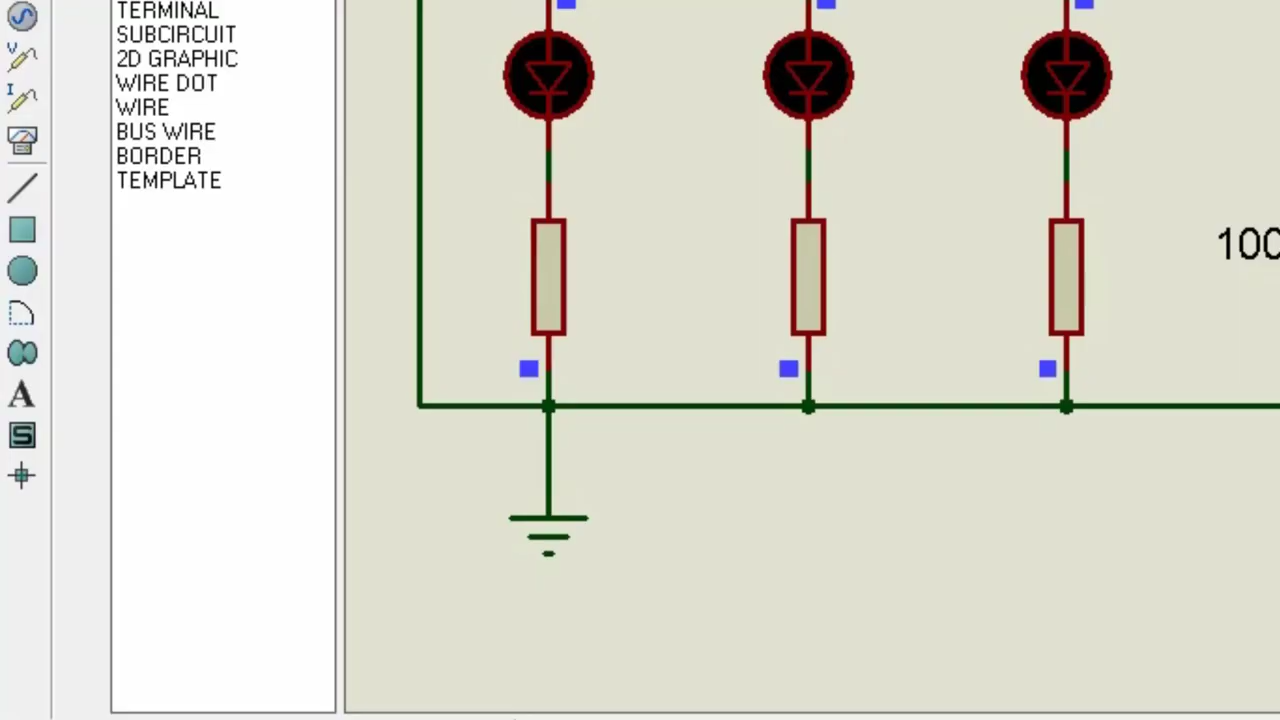 TERMINAL
SUBCIRCUIT
2D GRAPHIC
WIRE DOT
WIRE
BUS WIRE
BORDER
TEMPLATE
V
I
A
S
100